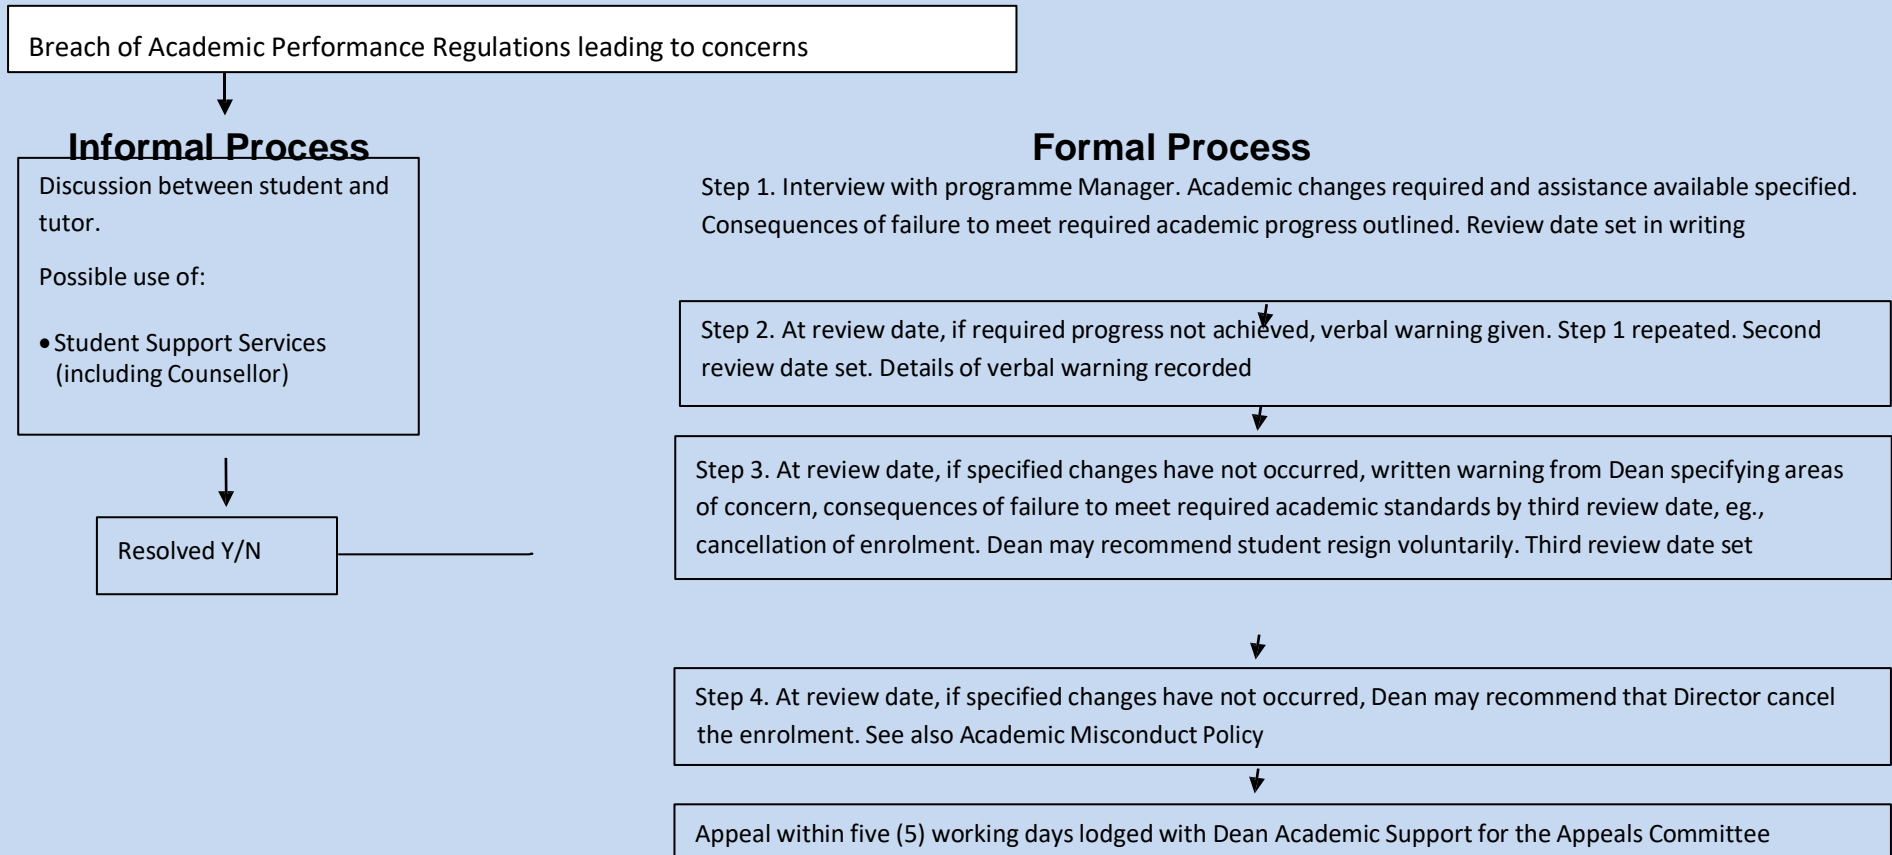 Breach of Academic Performance Regulations leading to concerns
Informal Process
Discussion between student and
tutor.
Possible use of:
• Student Support Services
(including Counsellor)
Resolved Y/N
Formal Process
Step 1. Interview with programme Manager. Academic changes required and assistance available specified.
Consequences of failure to meet required academic progress outlined. Review date set in writing
Step 2. At review date, if required progress not achieved, verbal warning given. Step 1 repeated. Second
review date set. Details of verbal warning recorded
Step 3. At review date, if specified changes have not occurred, written warning from Dean specifying areas
of concern, consequences of failure to meet required academic standards by third review date, eg.,
cancellation of enrolment. Dean may recommend student resign voluntarily. Third review date set
Step 4. At review date, if specified changes have not occurred, Dean may recommend that Director cancel
the enrolment. See also Academic Misconduct Policy
Appeal within five (5) working days lodged with Dean Academic Support for the Appeals Committee